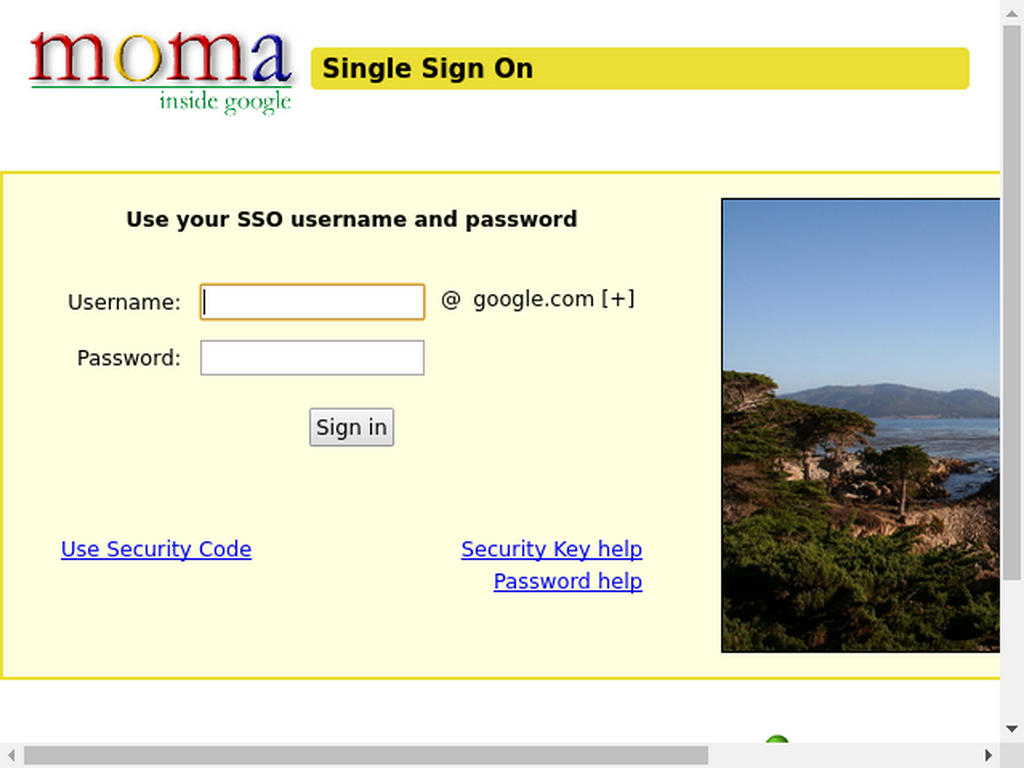 moma
inside google
Single Sign On
Use your SSO username and password
Username: @ google.com [+]
Password:
Sign in
Use Security Code
Security Key help
Password help